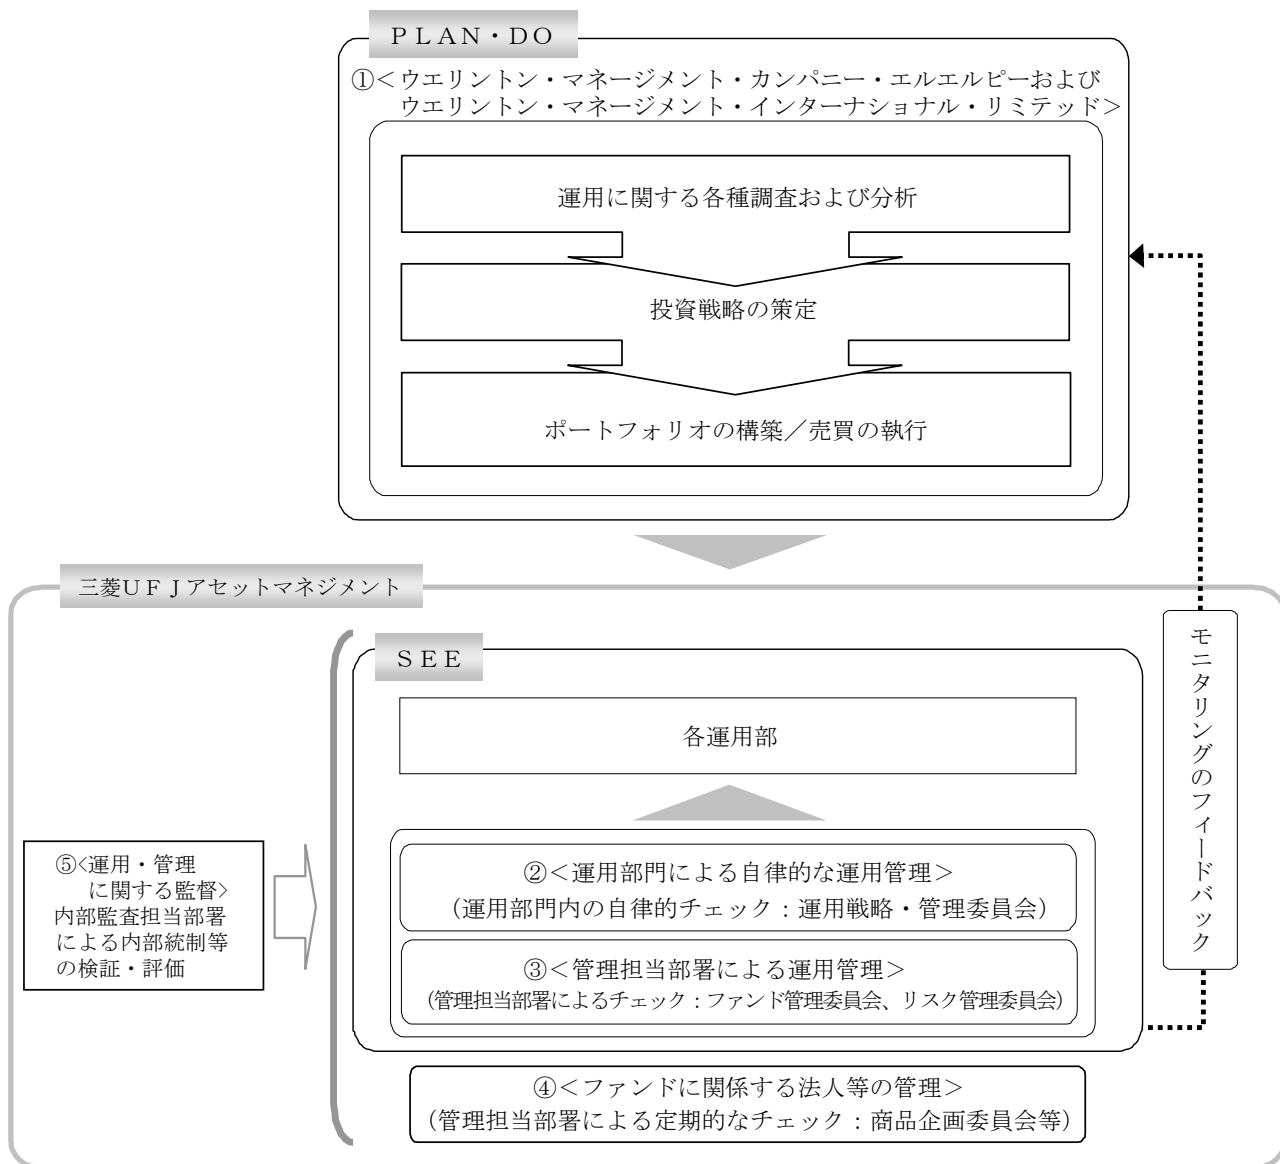 ＰＬＡＮ・ＤＯ
①＜ウエリントン・マネージメント・カンパニー・エルエルピーおよび
ウエリントン・マネージメント・インターナショナル・リミテッド＞
運用に関する各種調査および分析
投資戦略の策定
ポートフォリオの構築／売買の執行
三菱ＵＦＪアセットマネジメント
ＳＥＥ
各運用部
②＜運用部門による自律的な運用管理＞
（運用部門内の自律的チェック：運用戦略・管理委員会）
③＜管理担当部署による運用管理＞
（管理担当部署によるチェック：ファンド管理委員会、リスク管理委員会）
④＜ファンドに関係する法人等の管理＞
（管理担当部署による定期的なチェック：商品企画委員会等）
⑤<運用・管理
に関する監督>
内部監査担当部署
による内部統制等
の検証・評価
モニタリングのフィードバック